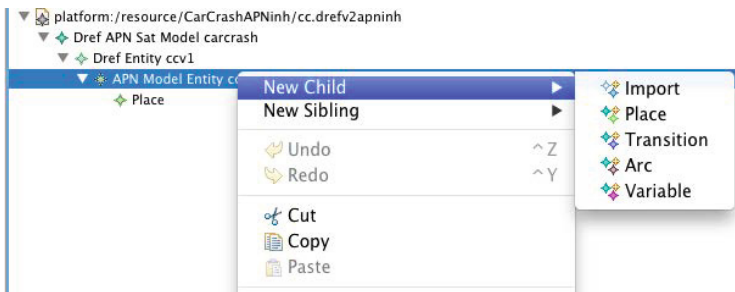 platform:/resource/CarCrashAPNinh/cc.drefv2apninh
Dref APN Sat Model carcrash
Dref Entity ccv1
APN Model Entity cc
Place
New Child
New Sibling
Undo ^Z
Redo ^Y
Cut
Copy
Paste
Import
Place
Transition
Arc
Variable